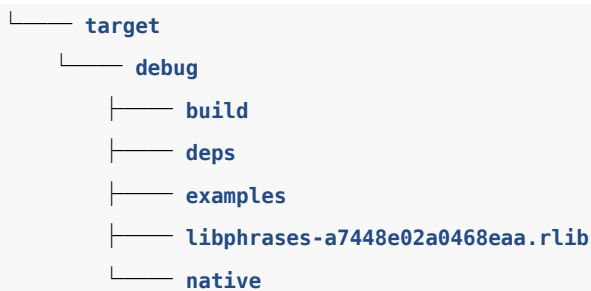 target
debug
build
deps
examples
libphrases-a7448e02a0468eaa.rlib
native